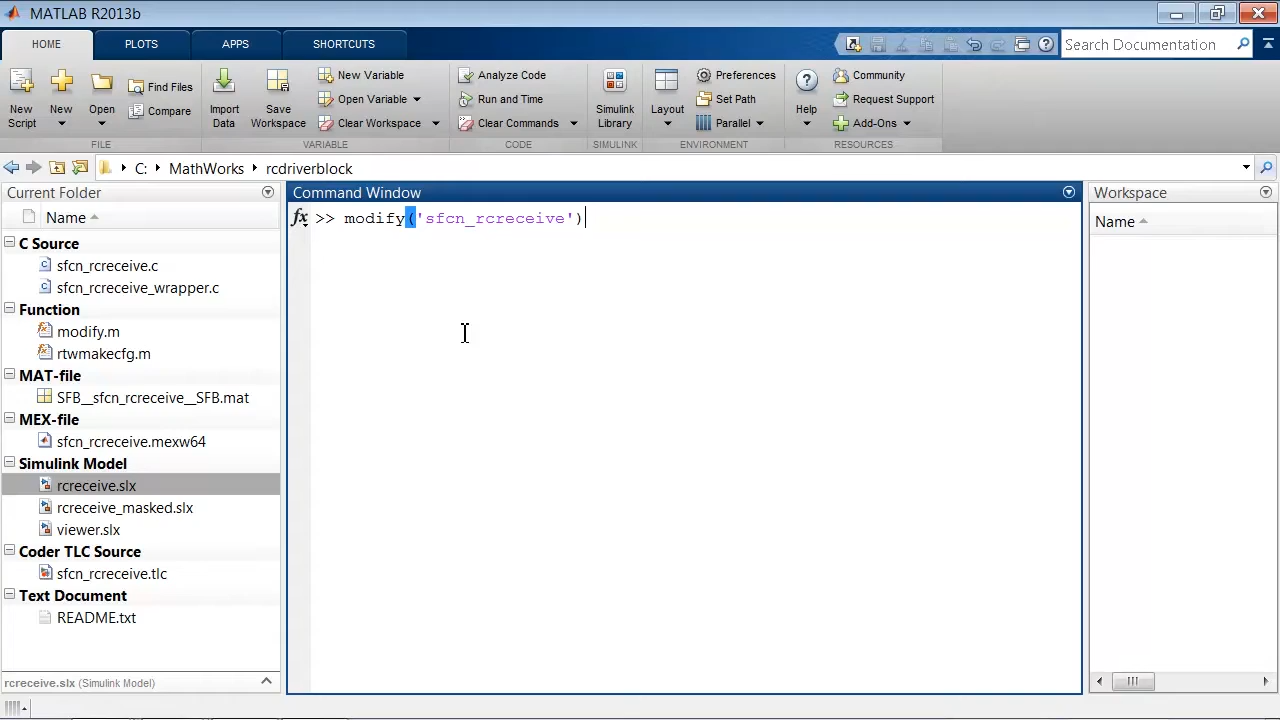 MATLAB R2013b
HOME PLOTS APPS SHORTCUTS
Search Documentation
New Script
New
Open
Find Files
Compare
FILE
Import Data
Save Workspace
New Variable
Open Variable
Clear Workspace
VARIABLE
Analyze Code
Run and Time
Clear Commands
CODE
Simulink Library
SIMULINK
Layout
Preferences
Set Path
Parallel
ENVIRONMENT
Help
Community
Request Support
Add-Ons
RESOURCES
C: MathWorks rcdriverblock
Current Folder
Name
C Source
sfcn_rcreceive.c
sfcn_rcreceive_wrapper.c
Function
modify.m
rtwmakecfg.m
MAT-file
SFB__sfcn_rcreceive__SFB.mat
MEX-file
sfcn_rcreceive.mexw64
Simulink Model
rcreceive.slx
rcreceive_masked.slx
viewer.slx
Coder TLC Source
sfcn_rcreceive.tlc
Text Document
README.txt
rcreceive.slx (Simulink Model)
Command Window
fx >> modify('sfcn_rcreceive')
Workspace
Name